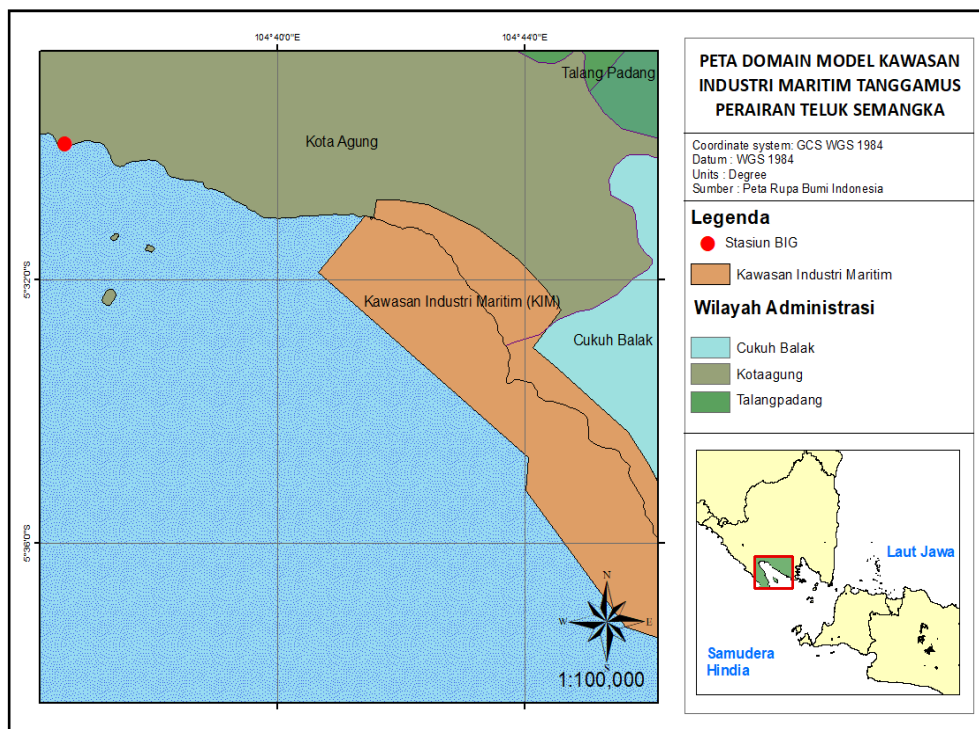 104°40'0"E
104°44'0"E
5°32'0"S
5°36'0"S
Talang Padang
Kota Agung
Kawasan Industri Maritim (KIM)
Cukuh Balak
N
W
E
S
1:100,000
PETA DOMAIN MODEL KAWASAN
INDUSTRI MARITIM TANGGAMUS
PERAIRAN TELUK SEMANGKA
Coordinate system: GCS WGS 1984
Datum : WGS 1984
Units : Degree
Sumber : Peta Rupa Bumi Indonesia
Legenda
Stasiun BIG
Kawasan Industri Maritim
Wilayah Administrasi
Cukuh Balak
Kotaagung
Talangpadang
Laut Jawa
Samudera
Hindia